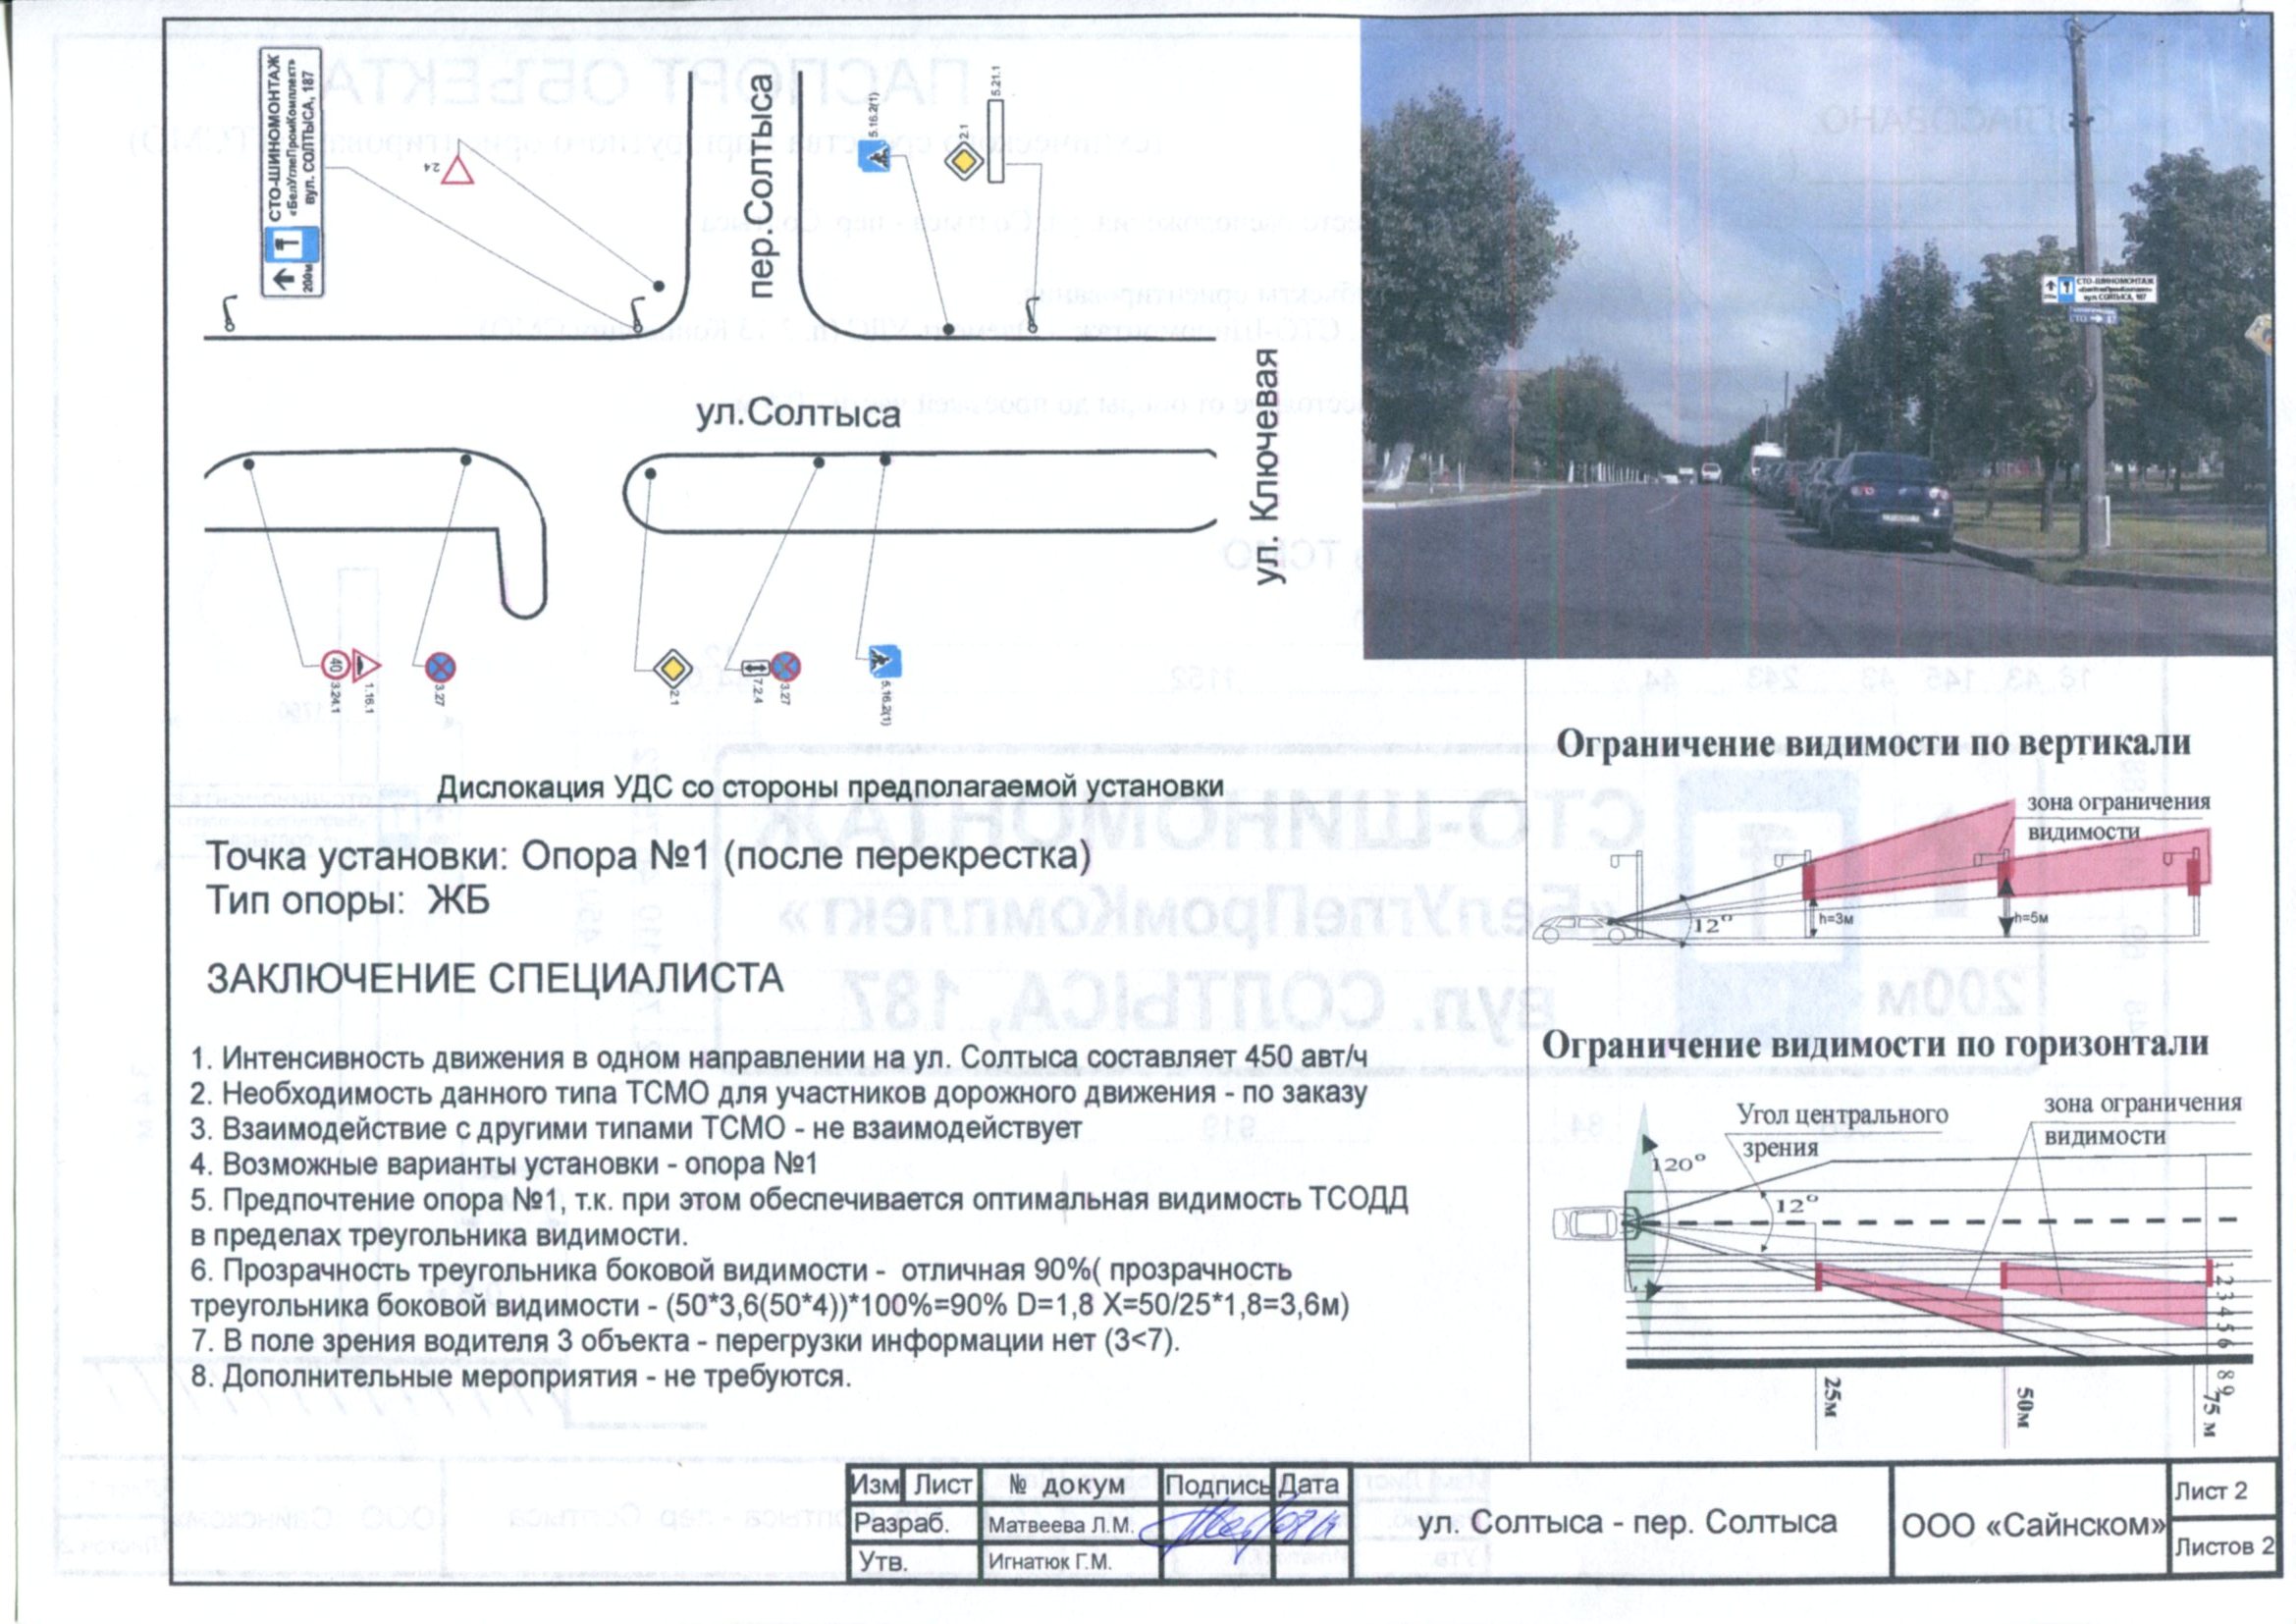 СТО-ШИНОМОНТАЖ
«БелУглеПромКомплект»
вул. СОЛТЫСА, 187
200м
2.4
пер.Солтыса
5.16.2(1)
2.1
5.21.1
ул.Солтыса
ул. Ключевая
40
3.24.1
1.16.1
3.27
2.1
7.2.4
3.27
5.16.2(1)
СТО-ШИНОМОНТАЖ
вул. СОЛТЫСА, 187
Дислокация УДС со стороны предполагаемой установки
Точка установки: Опора №1 (после перекрестка)
Тип опоры: ЖБ
ЗАКЛЮЧЕНИЕ СПЕЦИАЛИСТА
1. Интенсивность движения в одном направлении на ул. Солтыса составляет 450 авт/ч
2. Необходимость данного типа ТСМО для участников дорожного движения - по заказу
3. Взаимодействие с другими типами ТСМО - не взаимодействует
4. Возможные варианты установки - опора №1
5. Предпочтение опора №1, т.к. при этом обеспечивается оптимальная видимость ТСОДД
в пределах треугольника видимости.
6. Прозрачность треугольника боковой видимости - отличная 90%( прозрачность
треугольника боковой видимости - (50*3,6(50*4))*100%=90% D=1,8 X=50/25*1,8=3,6м)
7. В поле зрения водителя 3 объекта - перегрузки информации нет (3<7).
8. Дополнительные мероприятия - не требуются.
Ограничение видимости по вертикали
зона ограничения
видимости
12°
h=3м
h=5м
Ограничение видимости по горизонтали
Угол центрального
зрения
зона ограничения
видимости
120°
12°
1
2
3
4
5
6
8
9
25м
50м
75 м
Изм Лист № докум Подпись Дата
Разраб. Матвеева Л.М.
Утв. Игнатюк Г.М.
ул. Солтыса - пер. Солтыса
ООО «Сайнском»
Лист 2
Листов 2